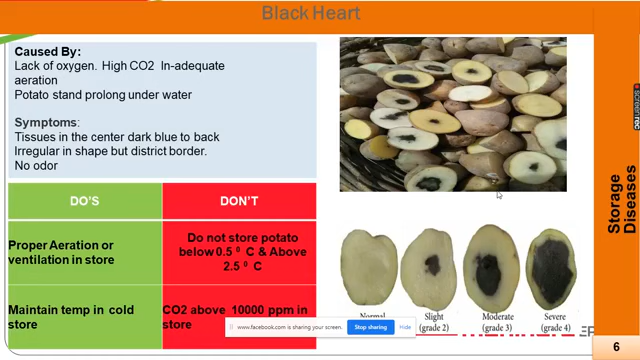 Black Heart
Caused By:
Lack of oxygen. High CO2 In-adequate
aeration
Potato stand prolong under water
Symptoms:
Tissues in the center dark blue to back
Irregular in shape but district border.
No odor
DO'S
DON'T
Proper Aeration or
ventilation in store
Do not store potato
below0.5 ⁰ C & Above
2.5 ⁰ C
Maintain temp in cold
store
CO2 above 10000 ppm in
store
Normal
Slight
(grade 2)
Moderate
(grade 3)
Severe
(grade 4)
www.facebook.com is sharing your screen.
Stop sharing
Hide
Storage
Diseases
screenrec
6